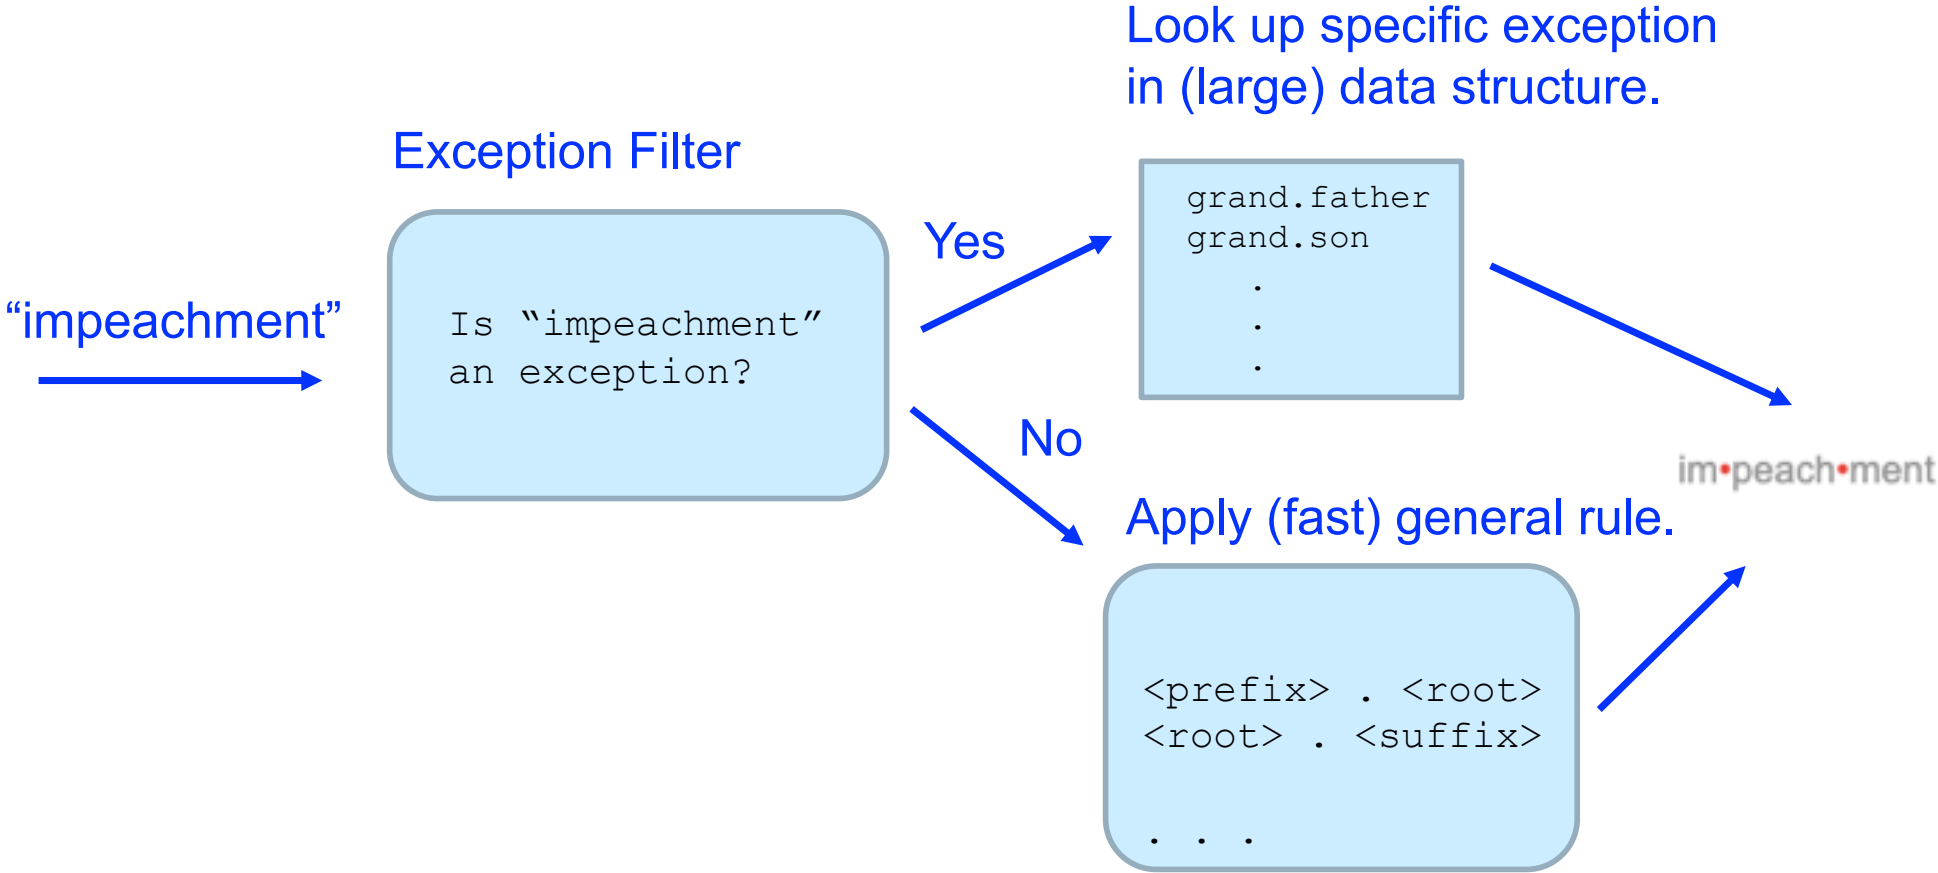 Look up specific exception
in (large) data structure.
Exception Filter
grand.father
grand.son
.
.
.
Yes
“impeachment”
Is “impeachment”
an exception?
No
im•peach•ment
Apply (fast) general rule.
<prefix> . <root>
<root> . <suffix>
. . .